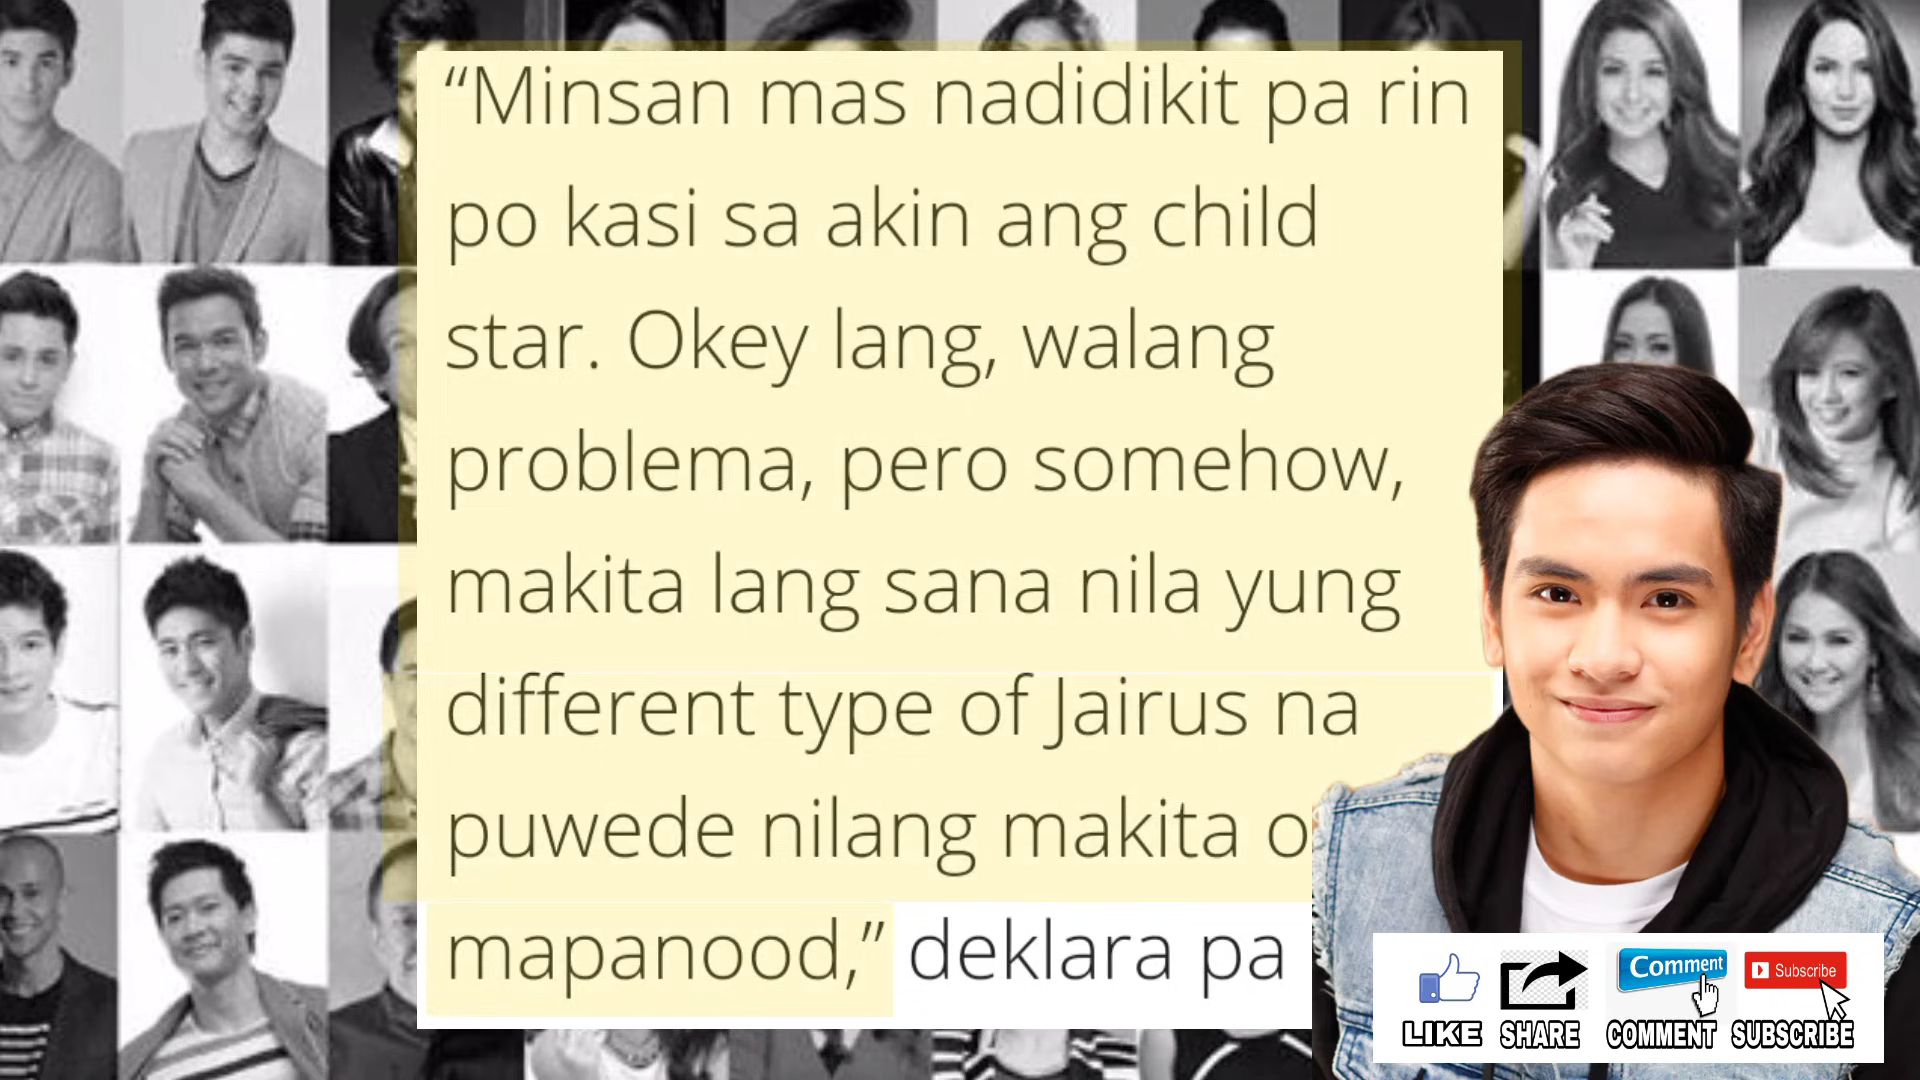 “Minsan mas nadidikit pa rin
po kasi sa akin ang child
star. Okey lang, walang
problema, pero somehow,
makita lang sana nila yung
different type of Jairus na
puwede nilang makita o
mapanood,” deklara pa
Comment
Subscribe
LIKE SHARE COMMENT SUBSCRIBE